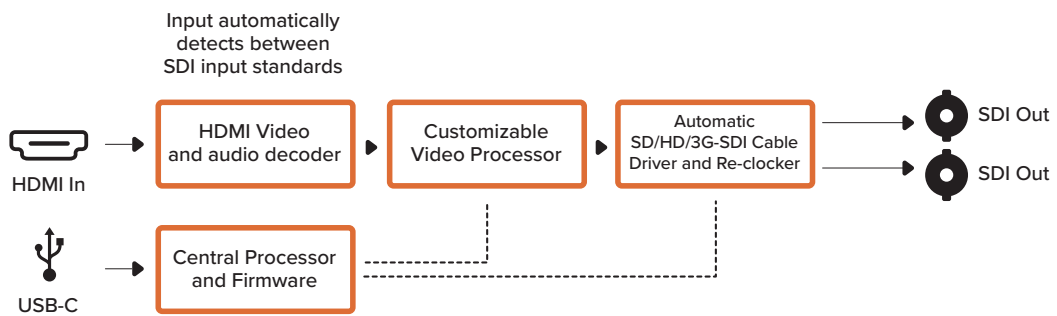 Input automatically
detects between
SDI input standards
HDMI In
HDMI Video
and audio decoder
Customizable
Video Processor
Automatic
SD/HD/3G-SDI Cable
Driver and Re-clocker
SDI Out
SDI Out
USB-C
Central Processor
and Firmware